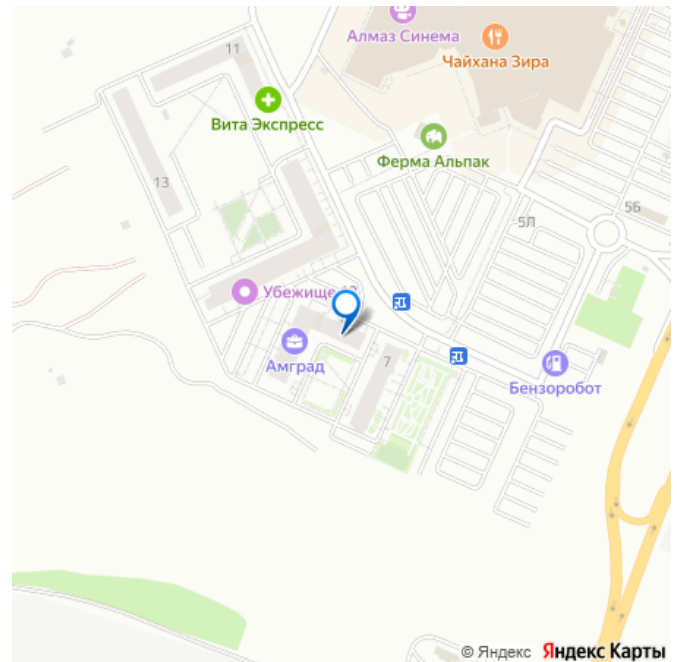 Алмаз Синема
11
Чайхана Зира
Вита Экспресс
Ферма Альпак
13
5Б
5Л
Убежище
7
Амград
Бензоробот
© Яндекс Яндекс Карты